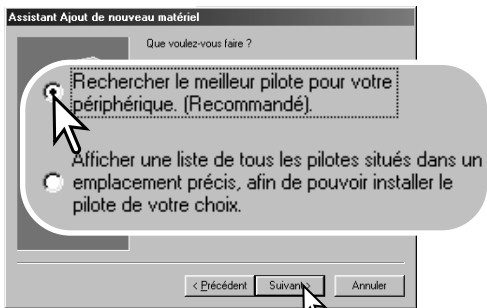 Assistant Ajout de nouveau matériel
Que voulez-vous faire ?
Rechercher le meilleur pilote pour votre
périphérique. (Recommandé).
Afficher une liste de tous les pilotes situés dans un
emplacement précis, afin de pouvoir installer le
pilote de votre choix.
< Précédent Suivant > Annuler